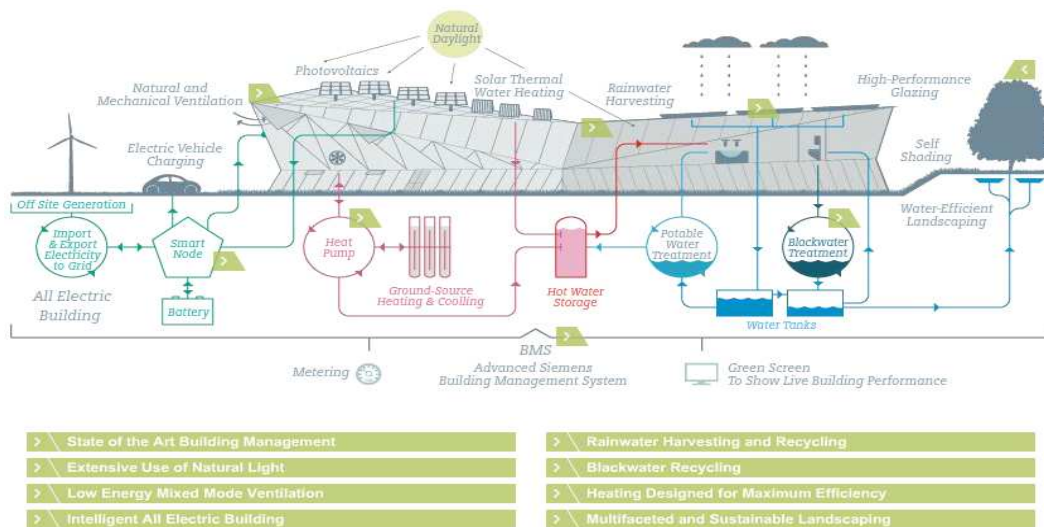 Natural
Daylight
Photovoltaics
Solar Thermal
Water Heating
Natural and
Mechanical Ventilation
Rainwater
Harvesting
High-Performance
Glazing
Electric Vehicle
Charging
Self
Shading
Off Site Generation
Water-Efficient
Landscaping
Import &
Export
Electricity
to Grid
Smart
Node
Heat
Pump
Potable
Water
Treatment
Blackwater
Treatment
Ground-Source
Heating & Coolling
Hot Water
Storage
All Electric
Building
Battery
Water Tanks
BMS
Metering
Advanced Siemens
Building Management System
Green Screen
To Show Live Building Performance
State of the Art Building Management
Extensive Use of Natural Light
Low Energy Mixed Mode Ventilation
Intelligent All Electric Building
Rainwater Harvesting and Recycling
Blackwater Recycling
Heating Designed for Maximum Efficiency
Multifaceted and Sustainable Landscaping